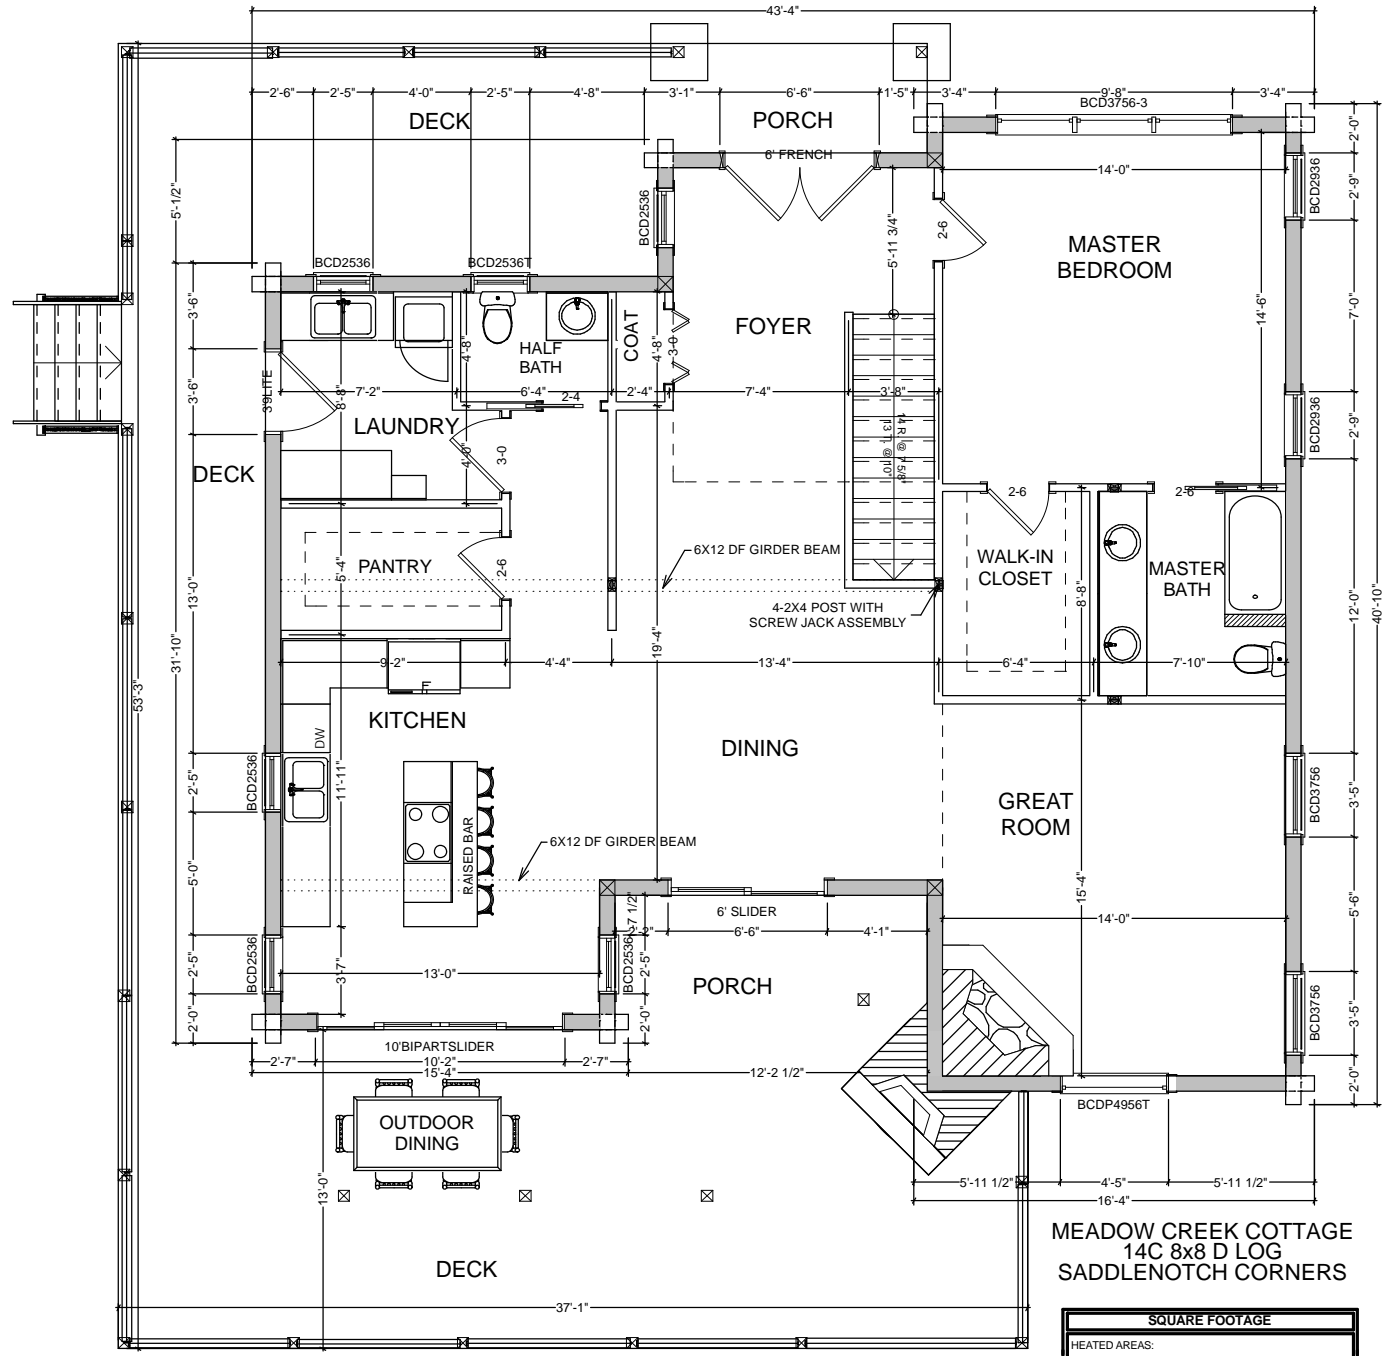 43'-4"
2'-6"
2'-5"
4'-0"
2'-5"
4'-8"
3'-1"
6'-6"
1'-5"
3'-4"
9'-8"
3'-4"
BCD3756-3
DECK
PORCH
6' FRENCH
14'-0"
2'-0"
BCD2936
2'-9"
5'-1/2"
BCD2536
5'-11 3/4"
2-6
MASTER
BEDROOM
BCD2536
BCD2536T
3'-6"
14'-6"
7'-0"
FOYER
COAT
HALF
BATH
4'-8"
4'-8"
3-0
3'-6"
39LITE
7'-2"
8'-8"
6'-4"
2-4
2'-4"
7'-4"
3'-8"
BCD2936
2'-9"
LAUNDRY
4'-0"
3-0
14 R. @ 7 5/8"
13 T. @ 10"
DECK
2-6
2-6
6X12 DF GIRDER BEAM
WALK-IN
CLOSET
MASTER
BATH
PANTRY
5'-4"
2-6
13'-0"
8'-8"
12'-0"
40'-10"
4-2X4 POST WITH
SCREW JACK ASSEMBLY
31'-10"
53'-3"
19'-4"
9'-2"
4'-4"
13'-4"
6'-4"
7'-10"
KITCHEN
DW
DINING
BCD2536
2'-5"
11'-11"
GREAT
ROOM
BCD3756
3'-5"
RAISED BAR
6X12 DF GIRDER BEAM
5'-0"
15'-4"
5'-6"
6' SLIDER
14'-0"
2'-2"
6'-6"
4'-1"
BCD2536
2'-5"
3'-7"
13'-0"
BCD2536
2'-5"
PORCH
BCD3756
3'-5"
2'-0"
2'-0"
10'BIPARTSLIDER
2'-7"
10'-2"
2'-7"
15'-4"
12'-2 1/2"
2'-0"
BCDP4956T
OUTDOOR
DINING
13'-0"
5'-11 1/2"
4'-5"
5'-11 1/2"
16'-4"
MEADOW CREEK COTTAGE
14C 8x8 D LOG
SADDLENOTCH CORNERS
DECK
37'-1"
SQUARE FOOTAGE
HEATED AREAS: